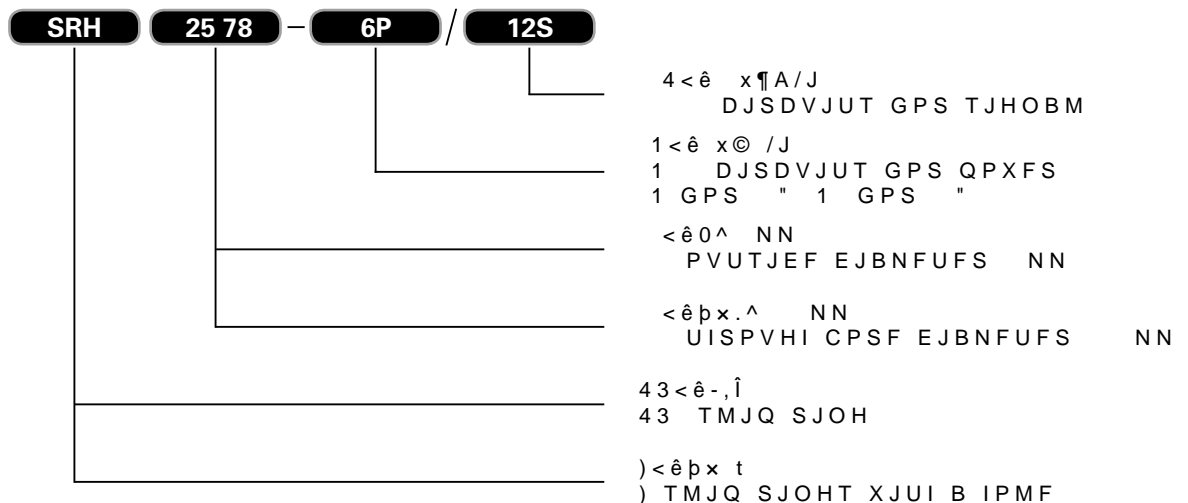 SRH 25 78 – 6P / 12S
4<ê x¶A/J
DJSDVJUT GPS TJHOBM
1<ê x© /J
1 DJSDVJUT GPS QPXFS
1 GPS " 1 GPS "
<ê0^ NN
PVUTJEF EJBNFUFS NN
<êþ×.^ NN
UISPVHI CPSF EJBNFUFS NN
43<ê-,Î
43 TMJQ SJOH
)<êþ× t
) TMJQ SJOHT XJUI B IPMF